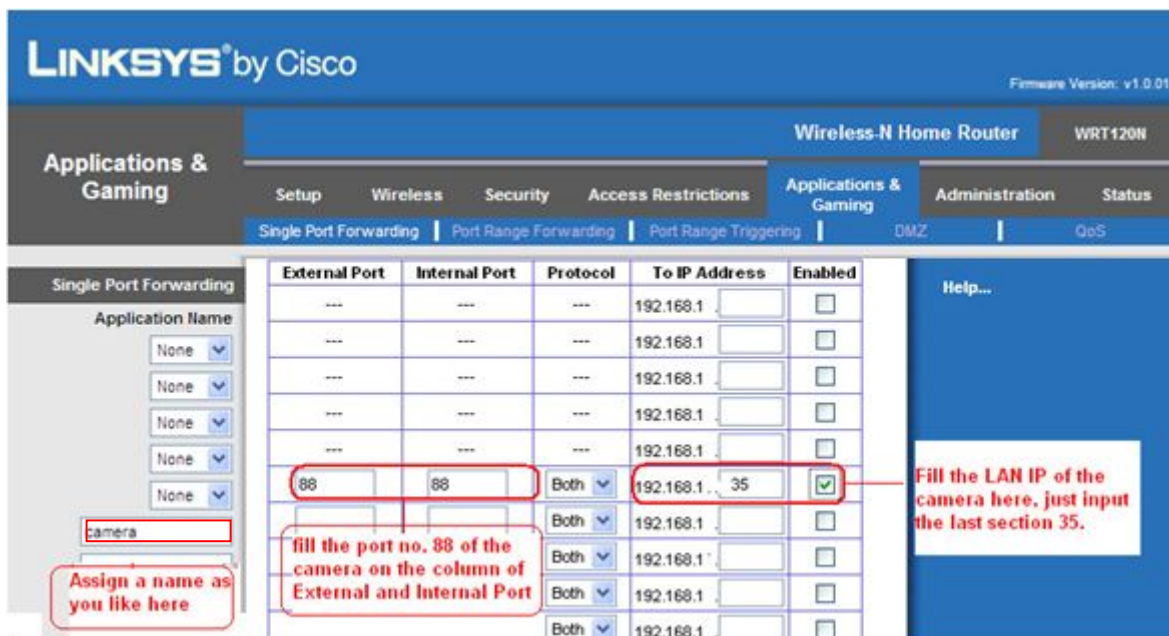 LINKSYS® by Cisco
Firmware Version: v1.0.01
Applications & Gaming
Wireless-N Home Router WRT120N
Setup Wireless Security Access Restrictions Applications & Gaming Administration Status
Single Port Forwarding Port Range Forwarding Port Range Triggering DMZ QoS
Single Port Forwarding
Application Name
None
None
None
None
None
camera
Assign a name as
you like here
External Port Internal Port Protocol To IP Address Enabled
--- --- --- 192.168.1 .
--- --- --- 192.168.1 .
--- --- --- 192.168.1 .
--- --- --- 192.168.1 .
--- --- --- 192.168.1 .
88 88 Both 192.168.1 . 35
Both 192.168.1 .
Both 192.168.1 .
Both 192.168.1 .
Both 192.168.1 .
fill the port no. 88 of the
camera on the column of
External and Internal Port
Help...
Fill the LAN IP of the
camera here, just input
the last section 35.